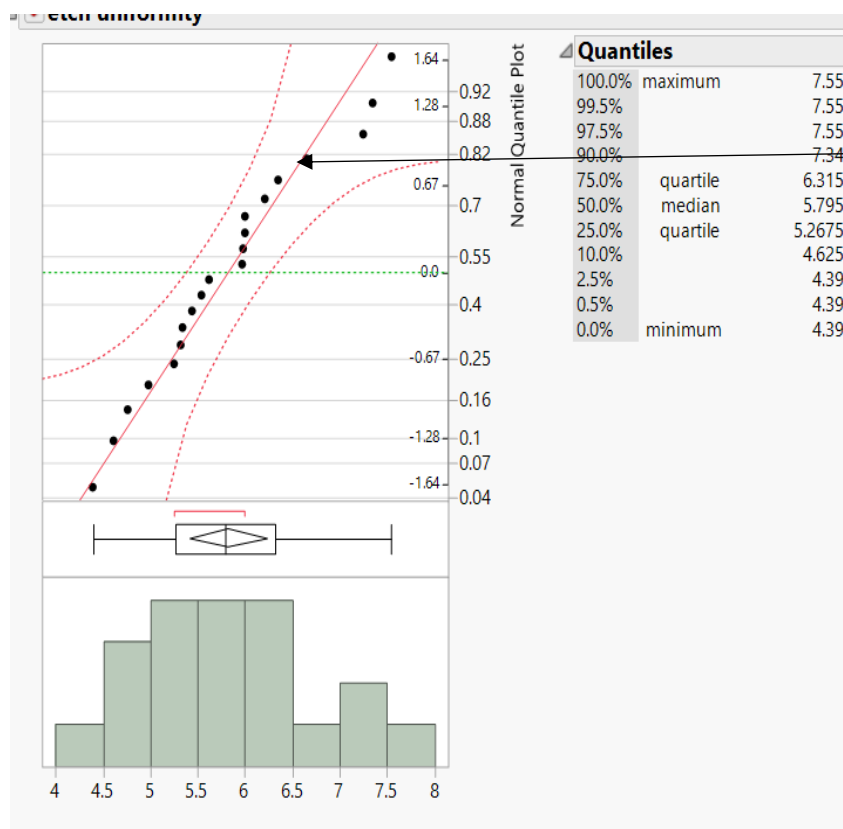 etch uniformity
1.64
0.92
1.28
0.88
0.82
0.67
0.7
0.55
0.0
0.4
-0.67
0.25
0.16
-1.28
0.1
0.07
-1.64
0.04
Normal Quantile Plot
4 4.5 5 5.5 6 6.5 7 7.5 8
Quantiles
100.0% maximum 7.55
99.5% 7.55
97.5% 7.55
90.0% 7.34
75.0% quartile 6.315
50.0% median 5.795
25.0% quartile 5.2675
10.0% 4.625
2.5% 4.39
0.5% 4.39
0.0% minimum 4.39